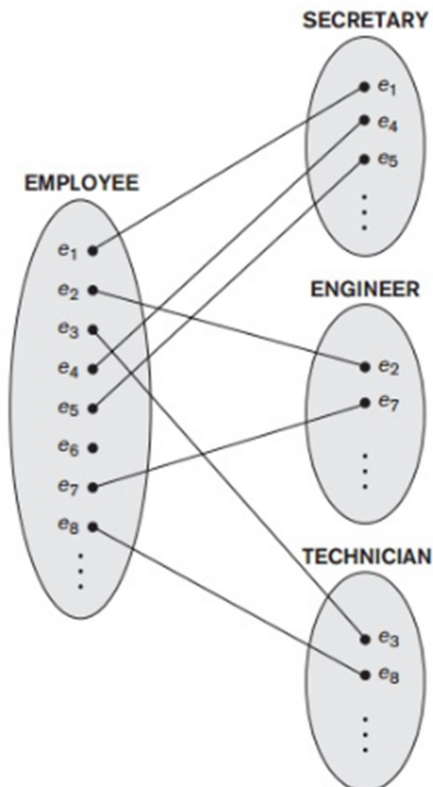 SECRETARY
e1
e4
e5
EMPLOYEE
e1
e2
e3
e4
e5
e6
e7
e8
ENGINEER
e2
e7
TECHNICIAN
e3
e8